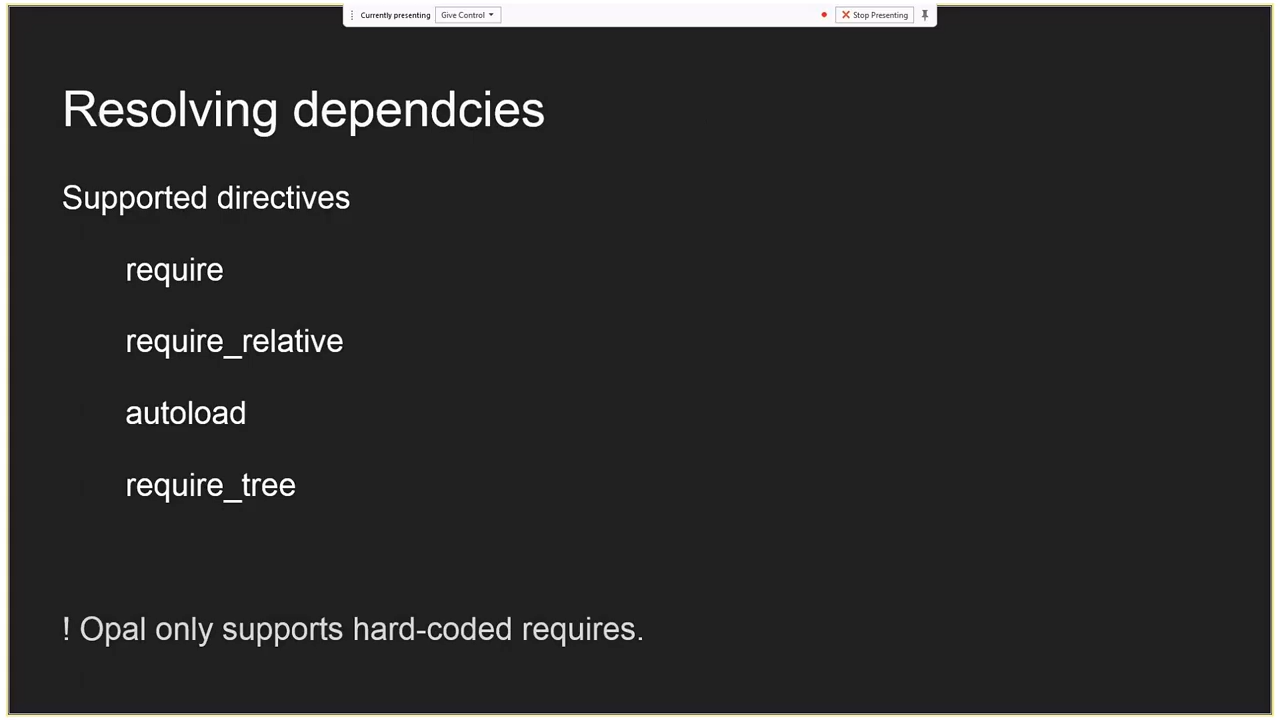 Currently presenting Give Control Stop Presenting
Resolving dependcies
Supported directives
require
require_relative
autoload
require_tree
! Opal only supports hard-coded requires.